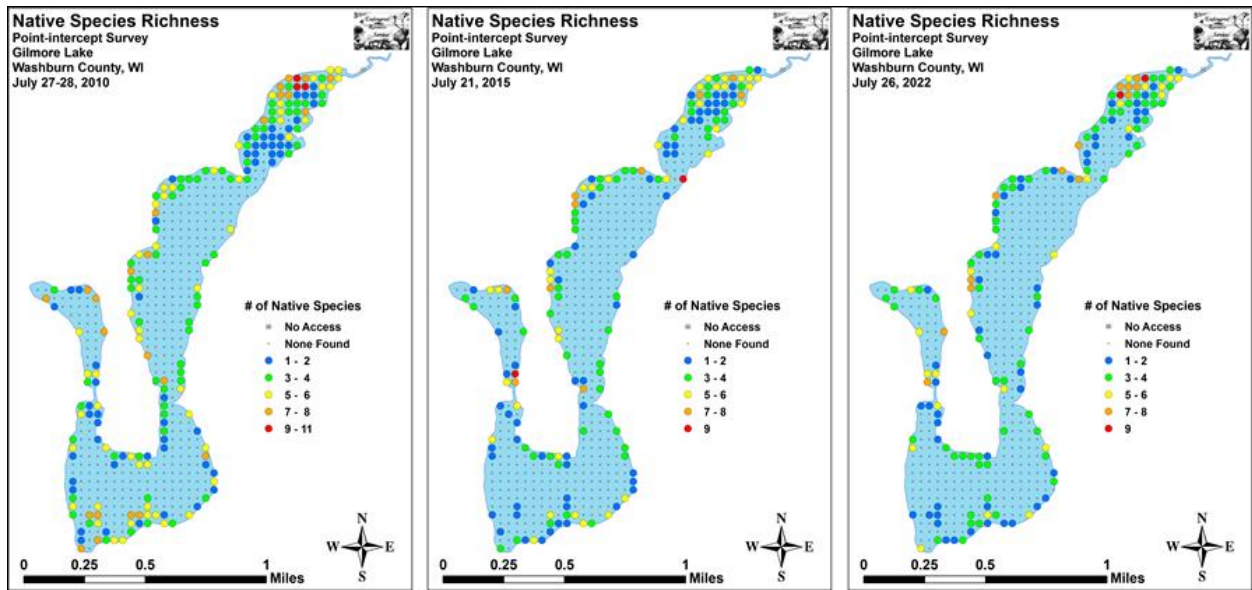 Native Species Richness
Point-intercept Survey
Gilmore Lake
Washburn County, WI
July 27-28, 2010
# of Native Species
No Access
None Found
1 - 2
3 - 4
5 - 6
7 - 8
9 - 11
N
W E
S
0 0.25 0.5 1
Miles
Native Species Richness
Point-intercept Survey
Gilmore Lake
Washburn County, WI
July 21, 2015
# of Native Species
No Access
None Found
1 - 2
3 - 4
5 - 6
7 - 8
9
N
W E
S
0 0.25 0.5 1
Miles
Native Species Richness
Point-intercept Survey
Gilmore Lake
Washburn County, WI
July 26, 2022
# of Native Species
No Access
None Found
1 - 2
3 - 4
5 - 6
7 - 8
9
N
W E
S
0 0.25 0.5 1
Miles